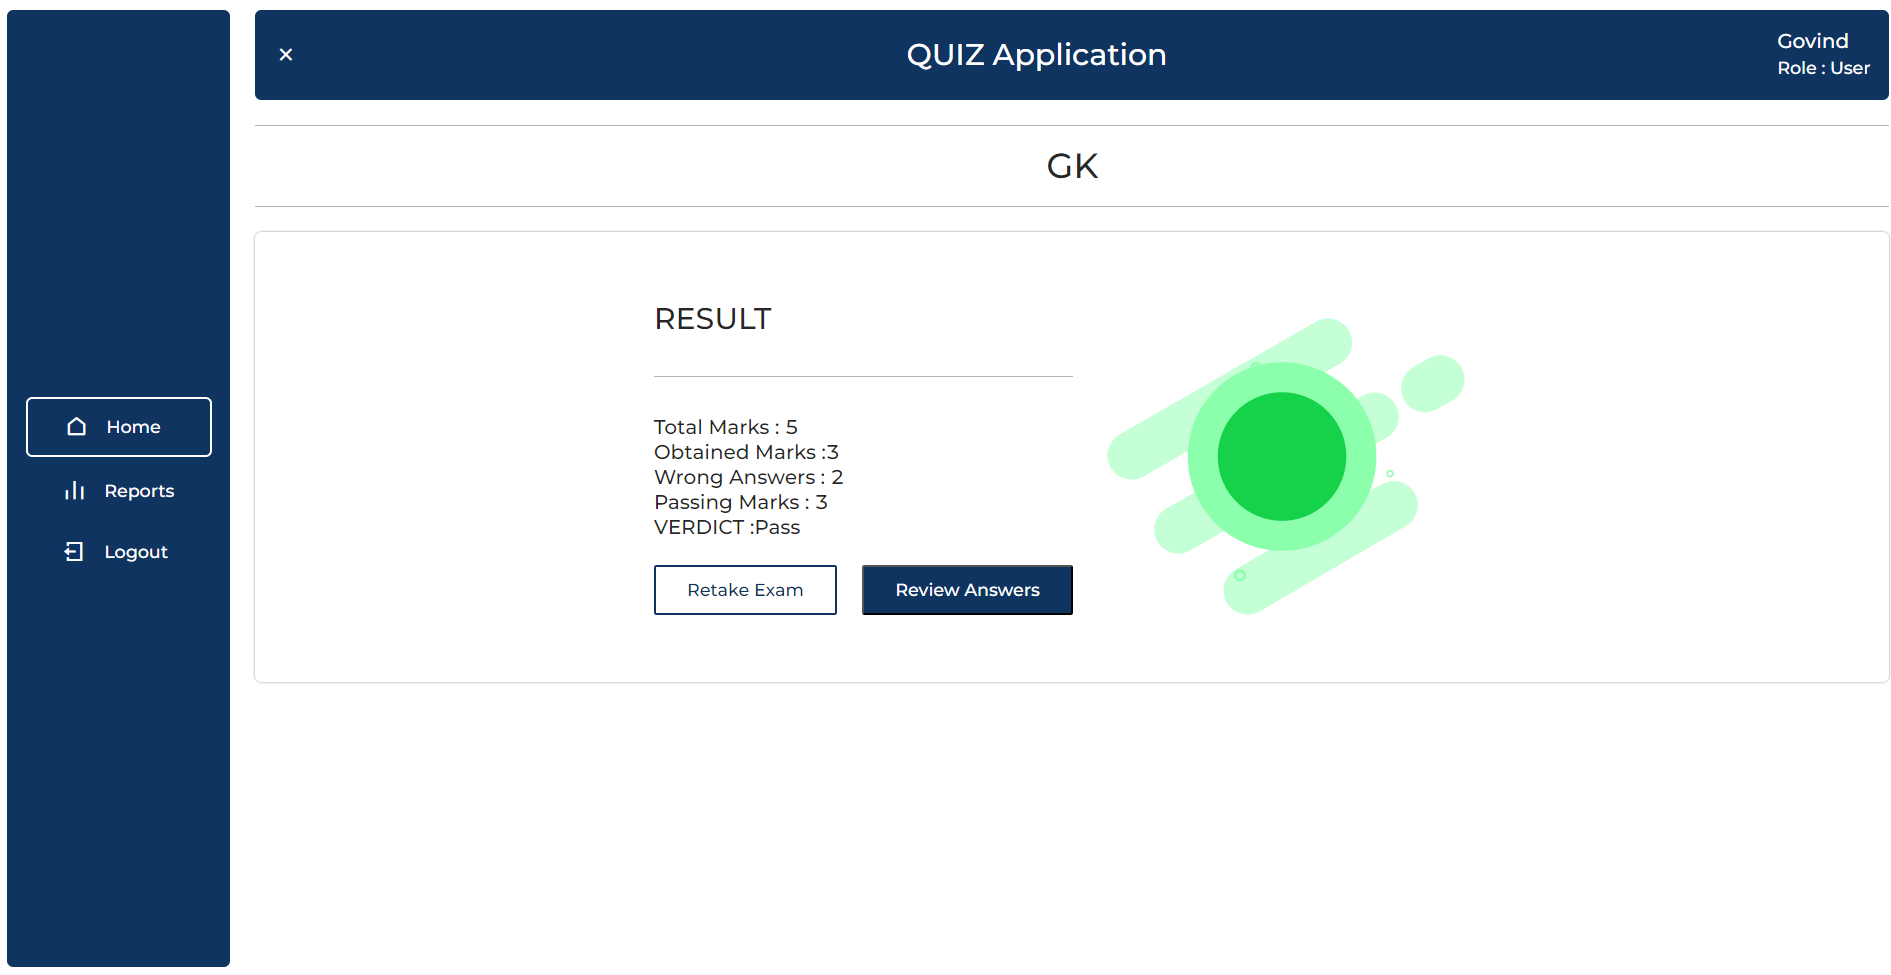 Home
Reports
Logout
QUIZ Application
Govind
Role : User
GK
RESULT
Total Marks : 5
Obtained Marks :3
Wrong Answers : 2
Passing Marks : 3
VERDICT :Pass
Retake Exam
Review Answers